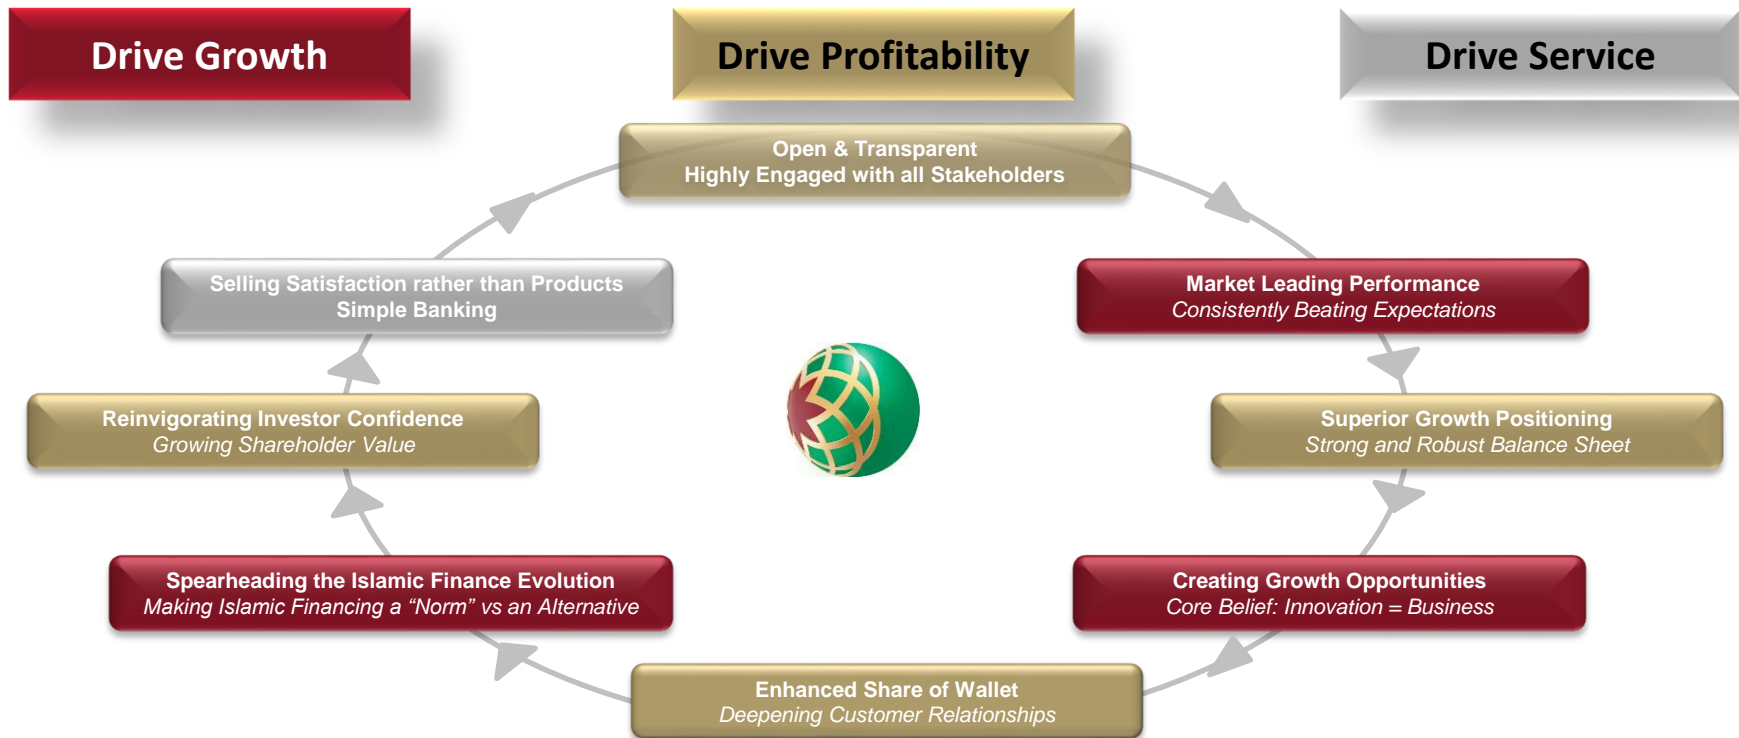 Drive Growth
Drive Profitability
Drive Service
Open & Transparent
Highly Engaged with all Stakeholders
Selling Satisfaction rather than Products
Simple Banking
Market Leading Performance
Consistently Beating Expectations
Reinvigorating Investor Confidence
Growing Shareholder Value
Superior Growth Positioning
Strong and Robust Balance Sheet
Spearheading the Islamic Finance Evolution
Making Islamic Financing a “Norm” vs an Alternative
Creating Growth Opportunities
Core Belief: Innovation = Business
Enhanced Share of Wallet
Deepening Customer Relationships